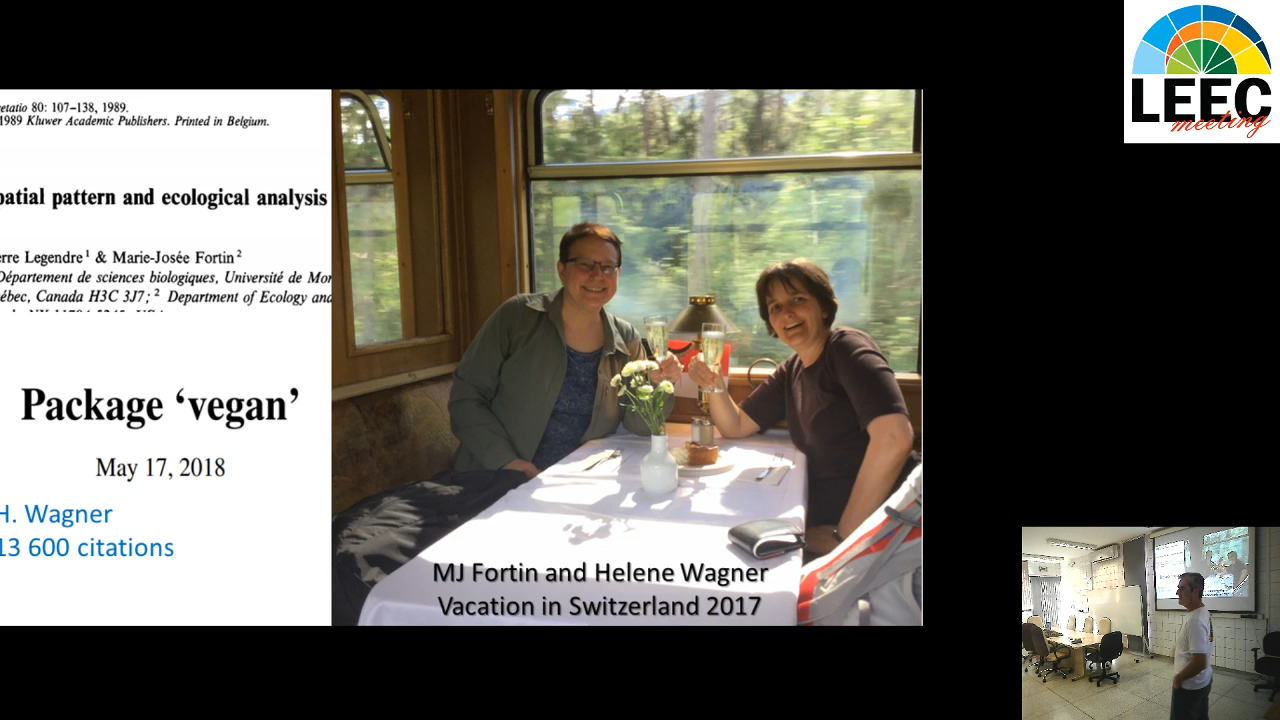 etatio 80: 107–138, 1989.
1989 Kluwer Academic Publishers. Printed in Belgium.
patial pattern and ecological analysis
erre Legendre¹ & Marie-Josée Fortin²
Département de sciences biologiques, Université de Mon
ébec, Canada H3C 3J7; ² Department of Ecology and
Package ‘vegan’
May 17, 2018
H. Wagner
13 600 citations
MJ Fortin and Helene Wagner
Vacation in Switzerland 2017
LEEC
meeting